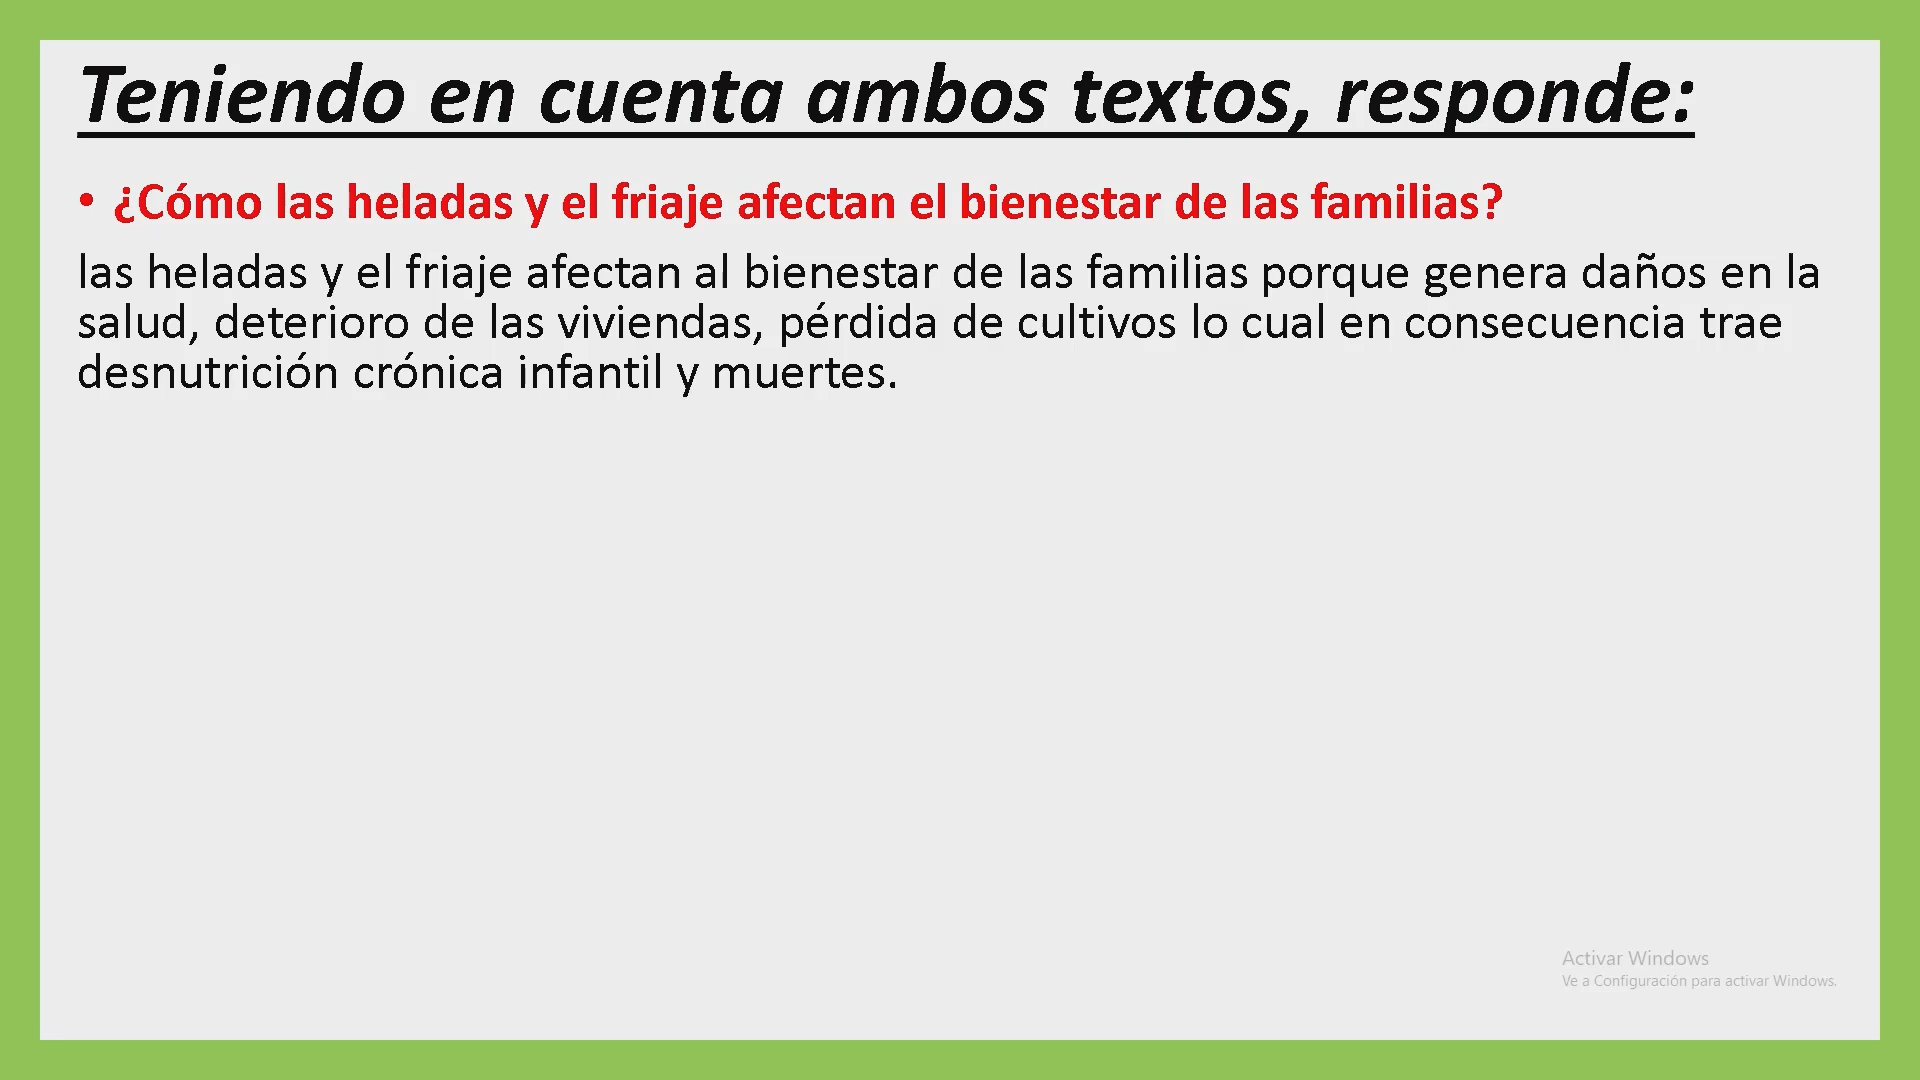 Teniendo en cuenta ambos textos, responde:
• ¿Cómo las heladas y el friaje afectan el bienestar de las familias?
las heladas y el friaje afectan al bienestar de las familias porque genera daños en la
salud, deterioro de las viviendas, pérdida de cultivos lo cual en consecuencia trae
desnutrición crónica infantil y muertes.
Activar Windows
Ve a Configuración para activar Windows.